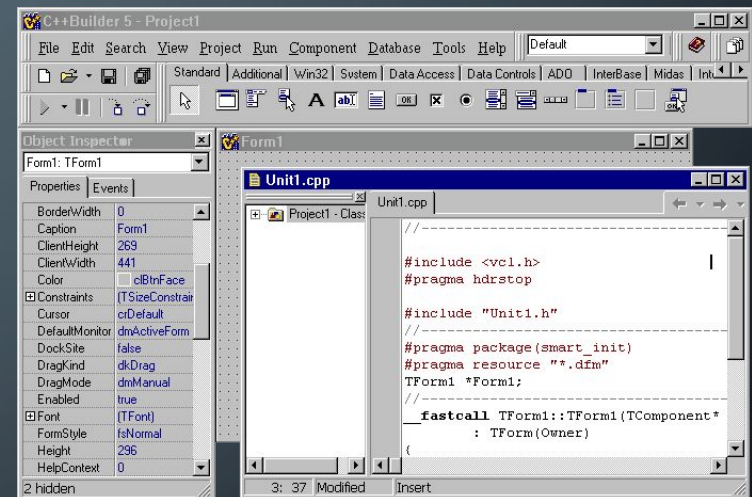 C++Builder 5 - Project1
File Edit Search View Project Run Component Database Tools Help
Default
Standard Additional Win32 System Data Access Data Controls ADO InterBase Midas
A ab OK
Object Inspector
Form1: TForm1
Properties Events
BorderWidth 0
Caption Form1
ClientHeight 269
ClientWidth 441
Color clBtnFace
Constraints (TSizeConstrain
Cursor crDefault
DefaultMonitor dmActiveForm
DockSite false
DragKind dkDrag
DragMode dmManual
Enabled true
Font (TFont)
FormStyle fsNormal
Height 296
HelpContext 0
2 hidden
Form1
Unit1.cpp
Project1 - Class
Unit1.cpp
//---------------------------------------
#include <vcl.h>
#pragma hdrstop
#include "Unit1.h"
//---------------------------------------
#pragma package(smart_init)
#pragma resource "*.dfm"
TForm1 *Form1;
//---------------------------------------
__fastcall TForm1::TForm1(TComponent*
: TForm(Owner)
{
3: 37 Modified Insert